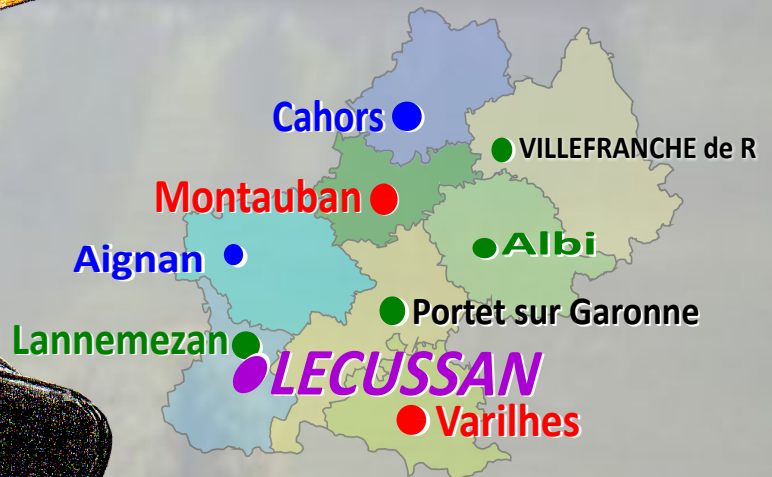 Cahors
VILLEFRANCHE de R
Montauban
Albi
Aignan
Portet sur Garonne
Lannemezan
LECUSSAN
Varilhes